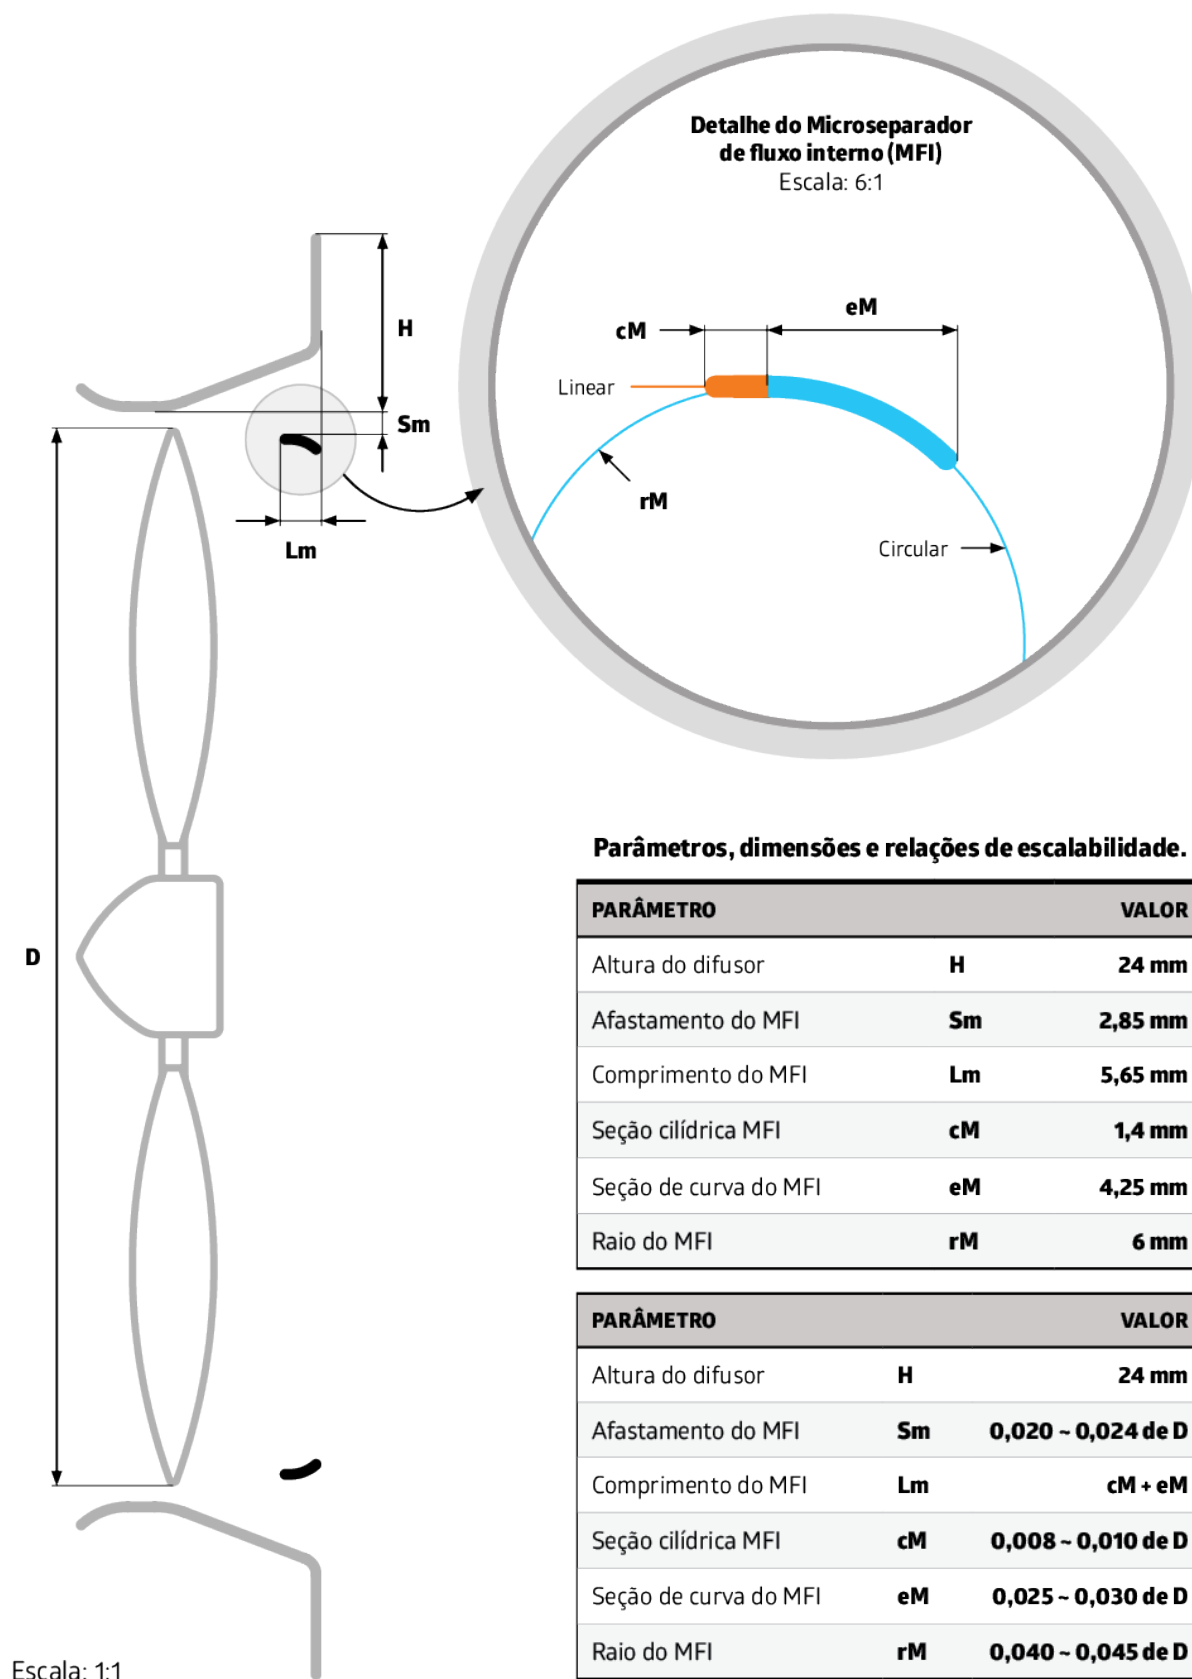 Detalhe do Microseparador
de fluxo interno (MFI)
Escala: 6:1
H
eM
cM
Linear
Sm
rM
Lm
Circular
Parâmetros, dimensões e relações de escalabilidade.
PARÂMETRO VALOR
Altura do difusor H 24 mm
Afastamento do MFI Sm 2,85 mm
Comprimento do MFI Lm 5,65 mm
Seção cilídrica MFI cM 1,4 mm
Seção de curva do MFI eM 4,25 mm
Raio do MFI rM 6 mm
D
PARÂMETRO VALOR
Altura do difusor H 24 mm
Afastamento do MFI Sm 0,020 ~ 0,024 de D
Comprimento do MFI Lm cM + eM
Seção cilídrica MFI cM 0,008 ~ 0,010 de D
Seção de curva do MFI eM 0,025 ~ 0,030 de D
Raio do MFI rM 0,040 ~ 0,045 de D
Escala: 1:1